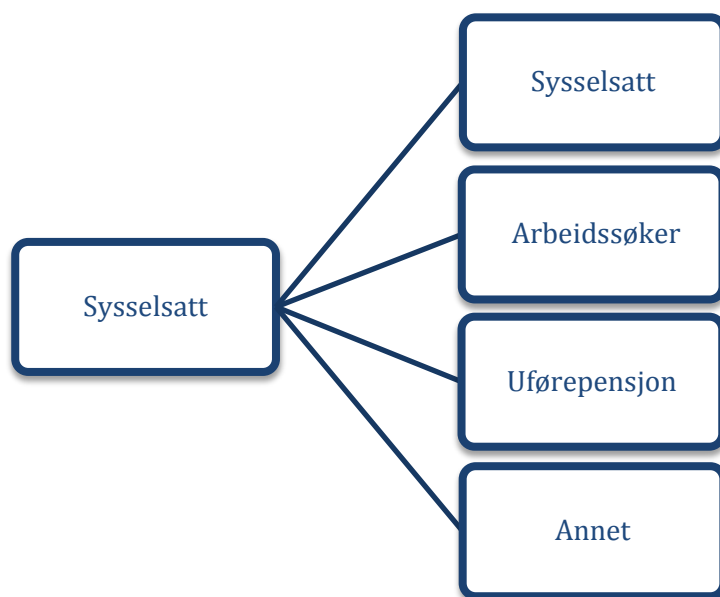 Sysselsatt
Sysselsatt
Arbeidssøker
Uførepensjon
Annet